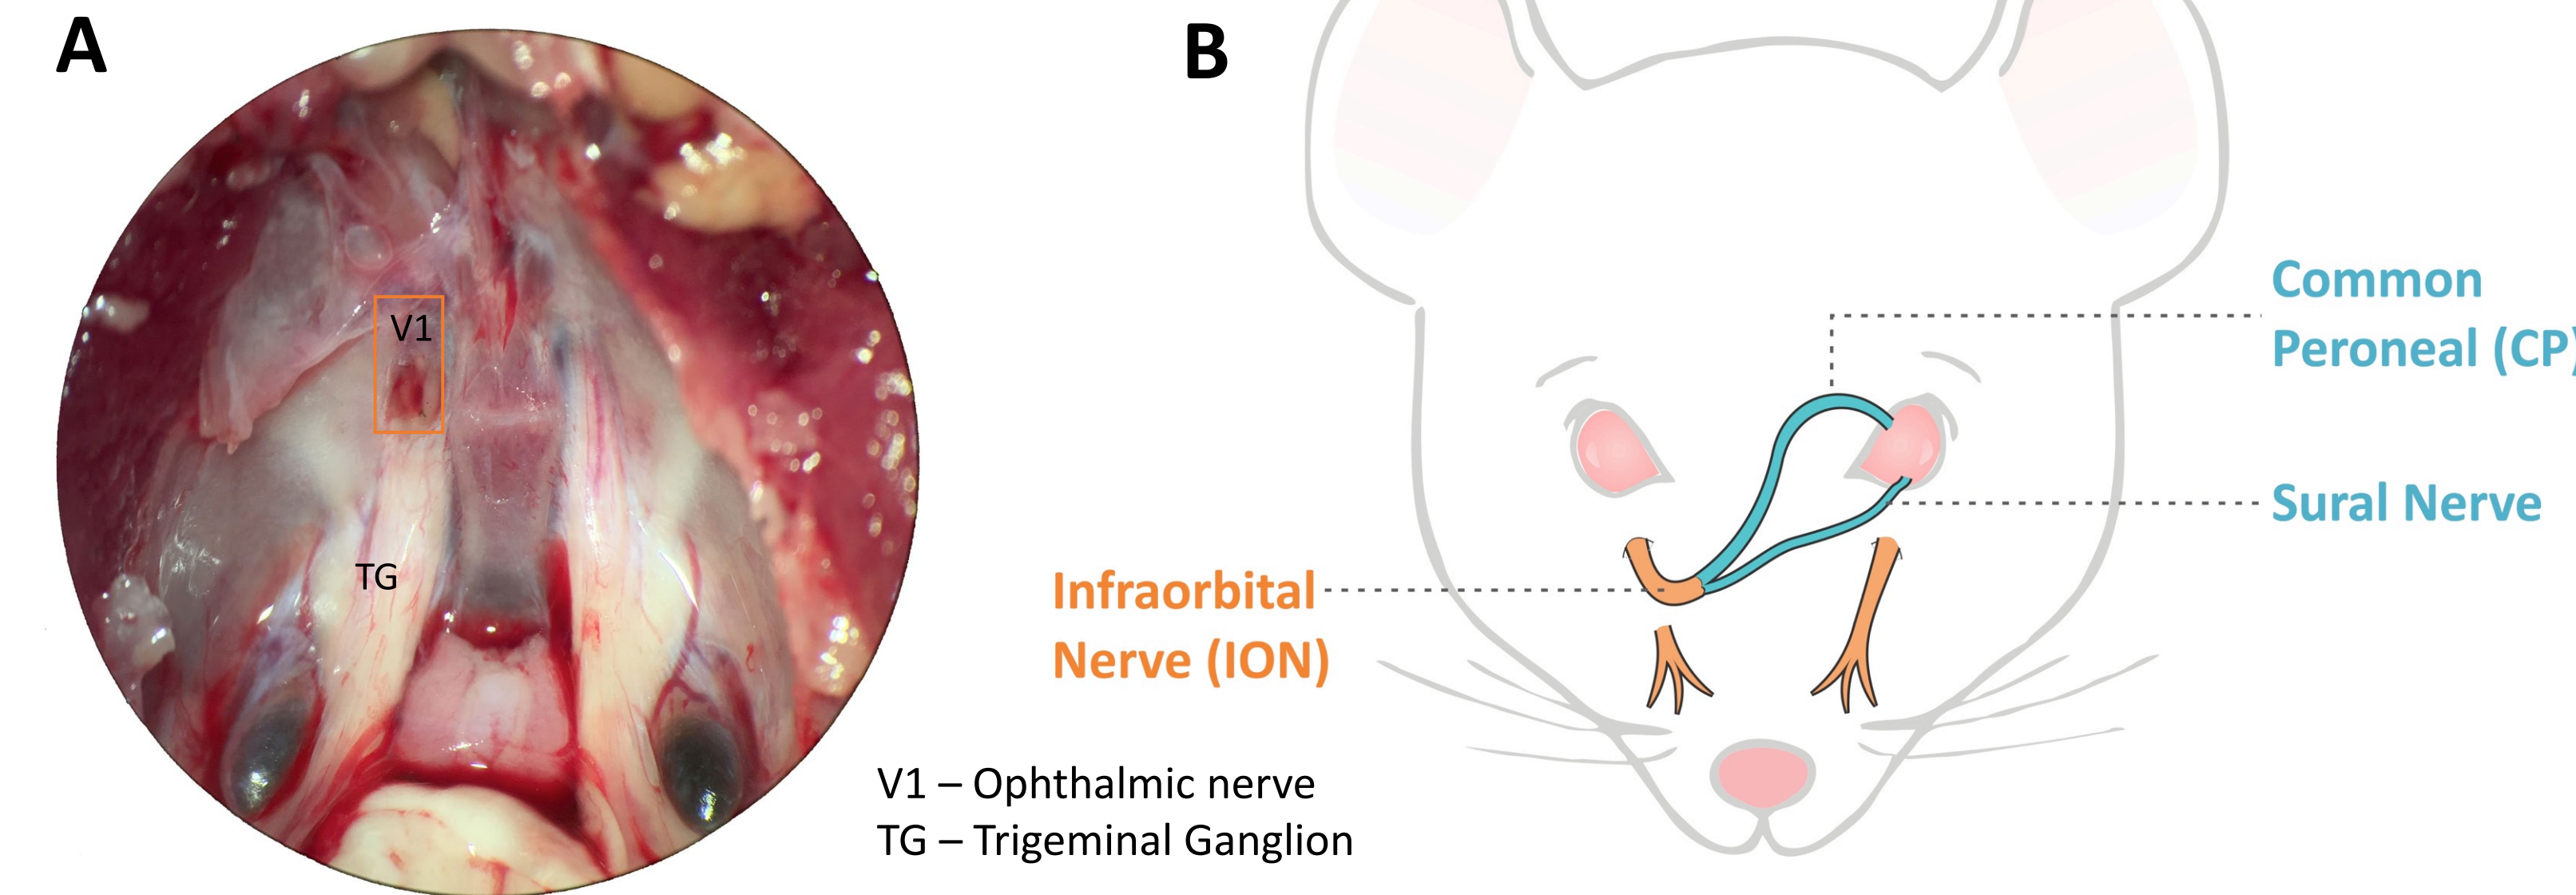 A
V1
TG
V1 – Ophthalmic nerve
TG – Trigeminal Ganglion
B
Common
Peroneal (CP)
Sural Nerve
Infraorbital
Nerve (ION)